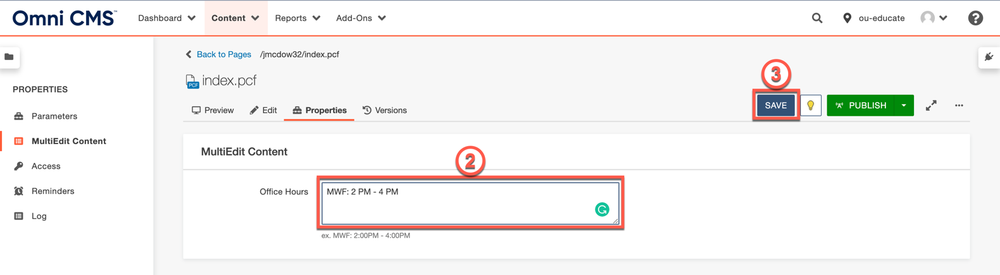 Omni CMS™ Dashboard Content Reports Add-Ons ou-educate ?
Back to Pages /jmcdow32/index.pcf
PCF index.pcf
3
Preview Edit Properties Versions SAVE PUBLISH ...
PROPERTIES
Parameters
MultiEdit Content
Access
Reminders
Log
MultiEdit Content
2
Office Hours MWF: 2 PM - 4 PM
ex. MWF: 2:00PM - 4:00PM